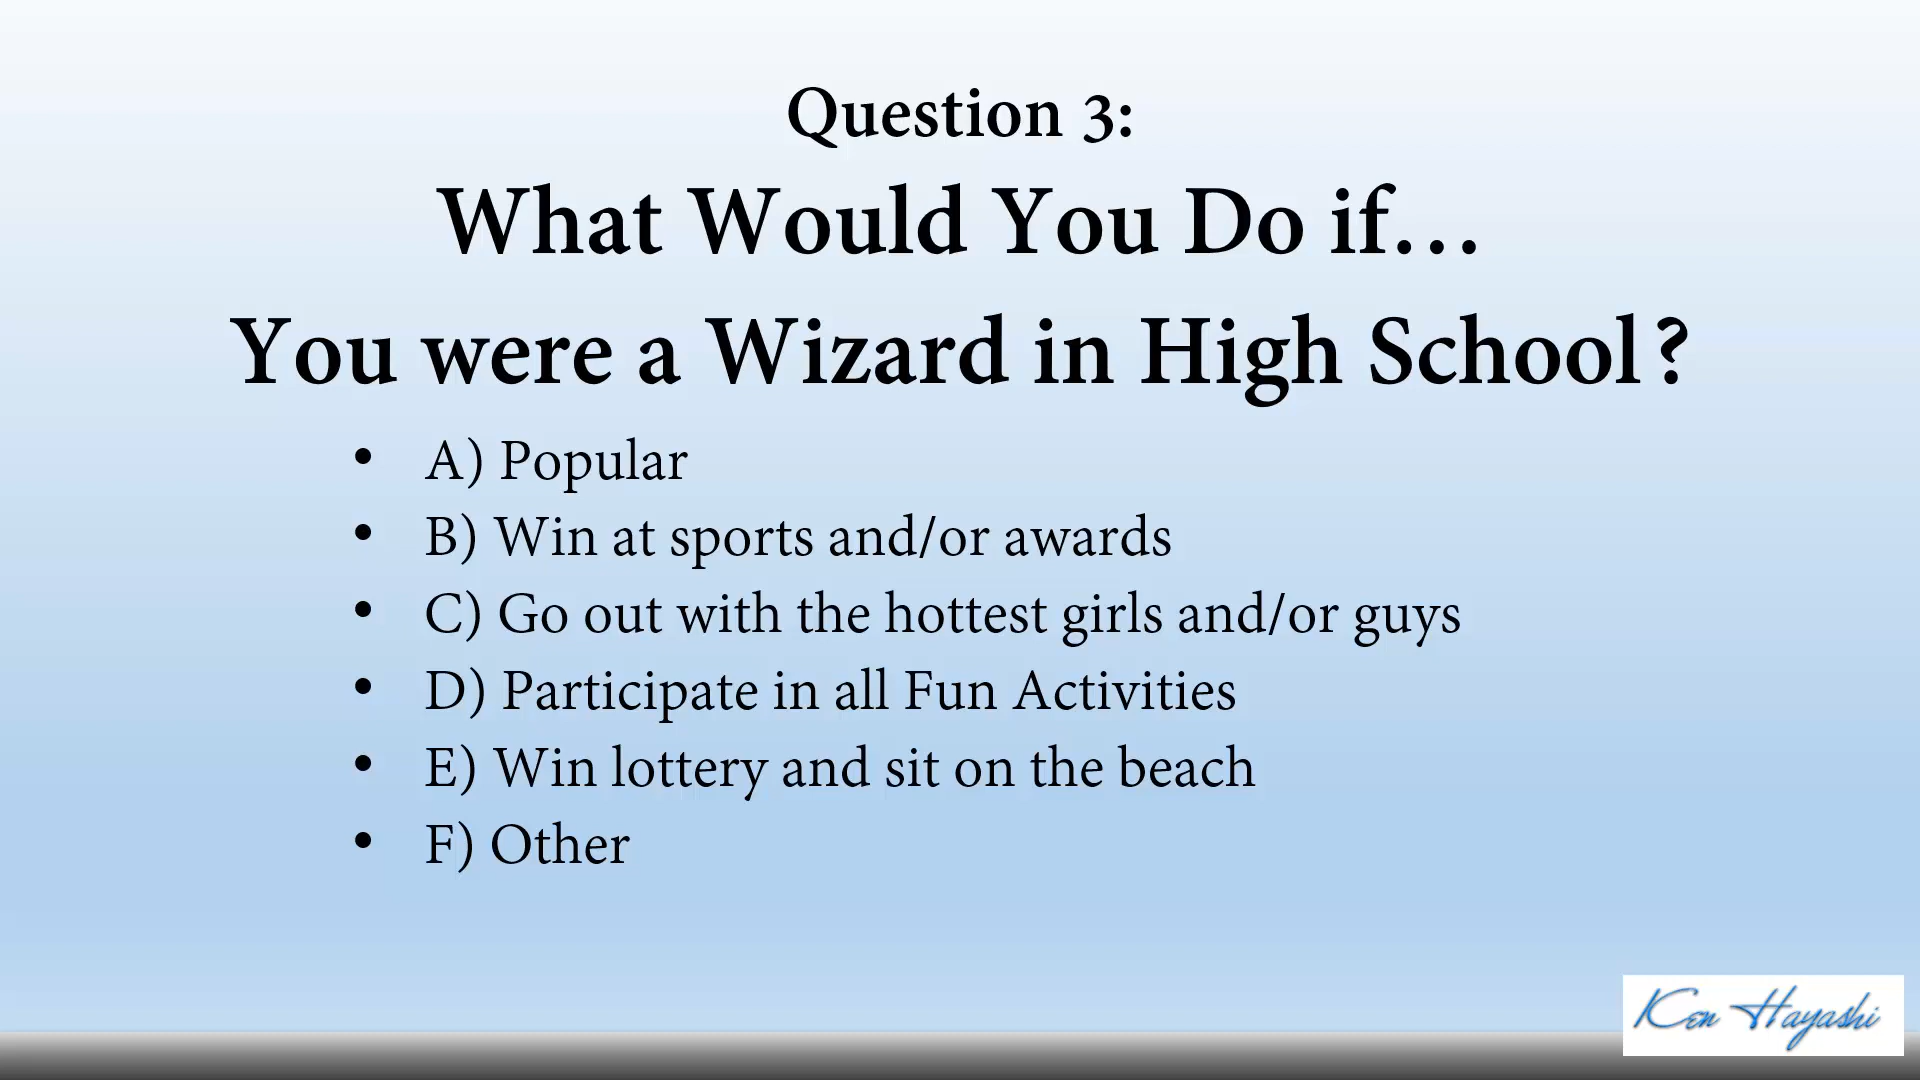 Question 3:
What Would You Do if…
You were a Wizard in High School?
• A) Popular
• B) Win at sports and/or awards
• C) Go out with the hottest girls and/or guys
• D) Participate in all Fun Activities
• E) Win lottery and sit on the beach
• F) Other
Ken Hayashi